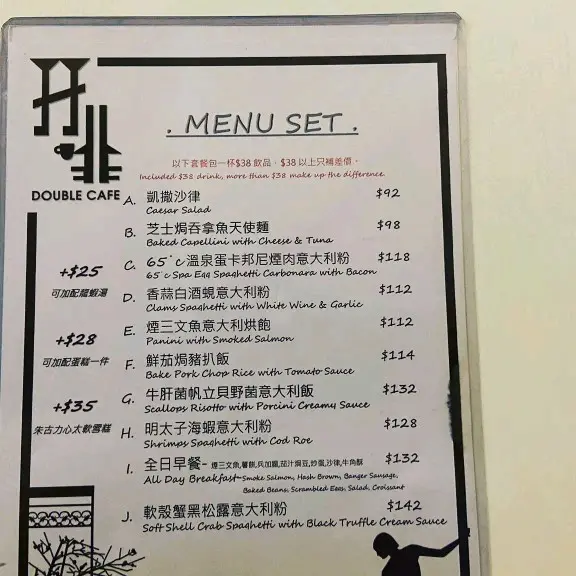 DOUBLE CAFE
. MENU SET .
以下套餐包一杯$38飲品，$38以上只補差價。
Included $38 drink, more than $38 make up the difference.
A. 凱撒沙律 $92
Caesar Salad
B. 芝士焗吞拿魚天使麵 $98
Baked Capellini with Cheese & Tuna
C. 65°c溫泉蛋卡邦尼煙肉意大利粉 $118
65°c Spa Egg Spaghetti Carbonara with Bacon
D. 香蒜白酒蜆意大利粉 $112
Clams Spaghetti with White Wine & Garlic
E. 煙三文魚意大利烘飽 $112
Panini with Smoked Salmon
F. 鮮茄焗豬扒飯 $114
Bake Pork Chop Rice with Tomato Sauce
G. 牛肝菌帆立貝野菌意大利飯 $132
Scallops Risotto with Porcini Creamy Sauce
H. 明太子海蝦意大利粉 $128
Shrimps Spaghetti with Cod Roe
I. 全日早餐- 煙三文魚,薯餅,兵加腸,茄汁焗豆,炒蛋,沙律,牛角酥 $132
All Day Breakfast-Smoke Salmon, Hash Brown, Banger Sausage,
Baked Beans, Scrambled Eggs, Salad, Croissant
J. 軟殼蟹黑松露意大利粉 $142
Soft Shell Crab Spaghetti with Black Truffle Cream Sauce
+$25
可加配龍蝦湯
+$28
可加配蛋糕一件
+$35
朱古力心太軟雪糕